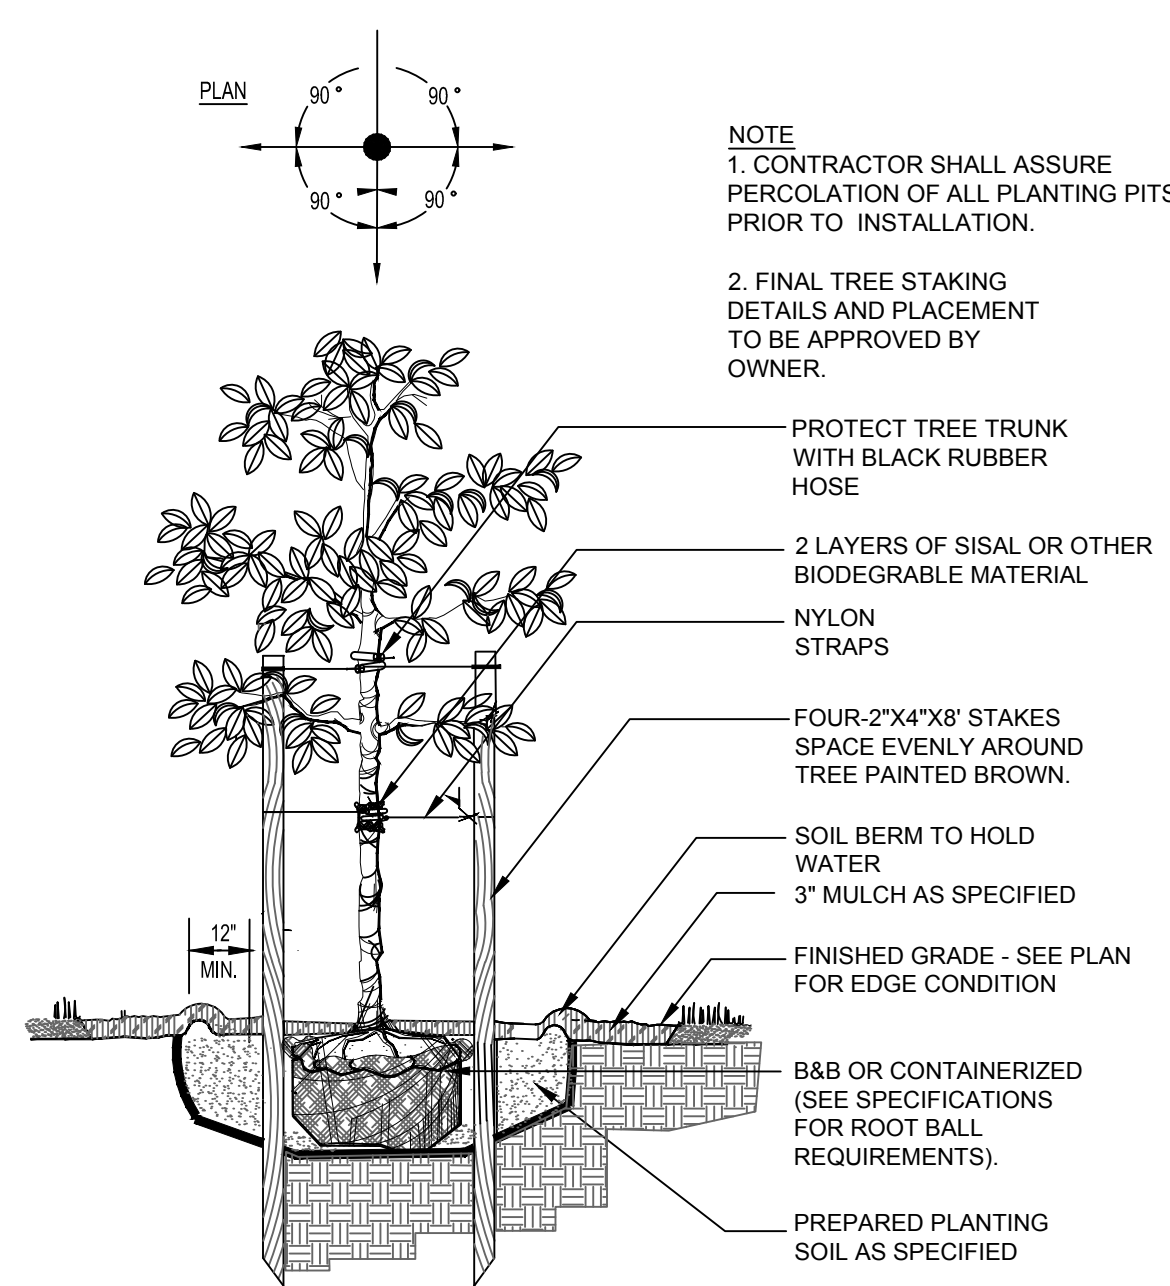 PLAN
90°
90°
90°
90°
NOTE
1. CONTRACTOR SHALL ASSURE
PERCOLATION OF ALL PLANTING PITS
PRIOR TO INSTALLATION.
2. FINAL TREE STAKING
DETAILS AND PLACEMENT
TO BE APPROVED BY
OWNER.
PROTECT TREE TRUNK
WITH BLACK RUBBER
HOSE
2 LAYERS OF SISAL OR OTHER
BIODEGRABLE MATERIAL
NYLON
STRAPS
FOUR-2"X4"X8' STAKES
SPACE EVENLY AROUND
TREE PAINTED BROWN.
SOIL BERM TO HOLD
WATER
3" MULCH AS SPECIFIED
12"
MIN.
FINISHED GRADE - SEE PLAN
FOR EDGE CONDITION
B&B OR CONTAINERIZED
(SEE SPECIFICATIONS
FOR ROOT BALL
REQUIREMENTS).
PREPARED PLANTING
SOIL AS SPECIFIED